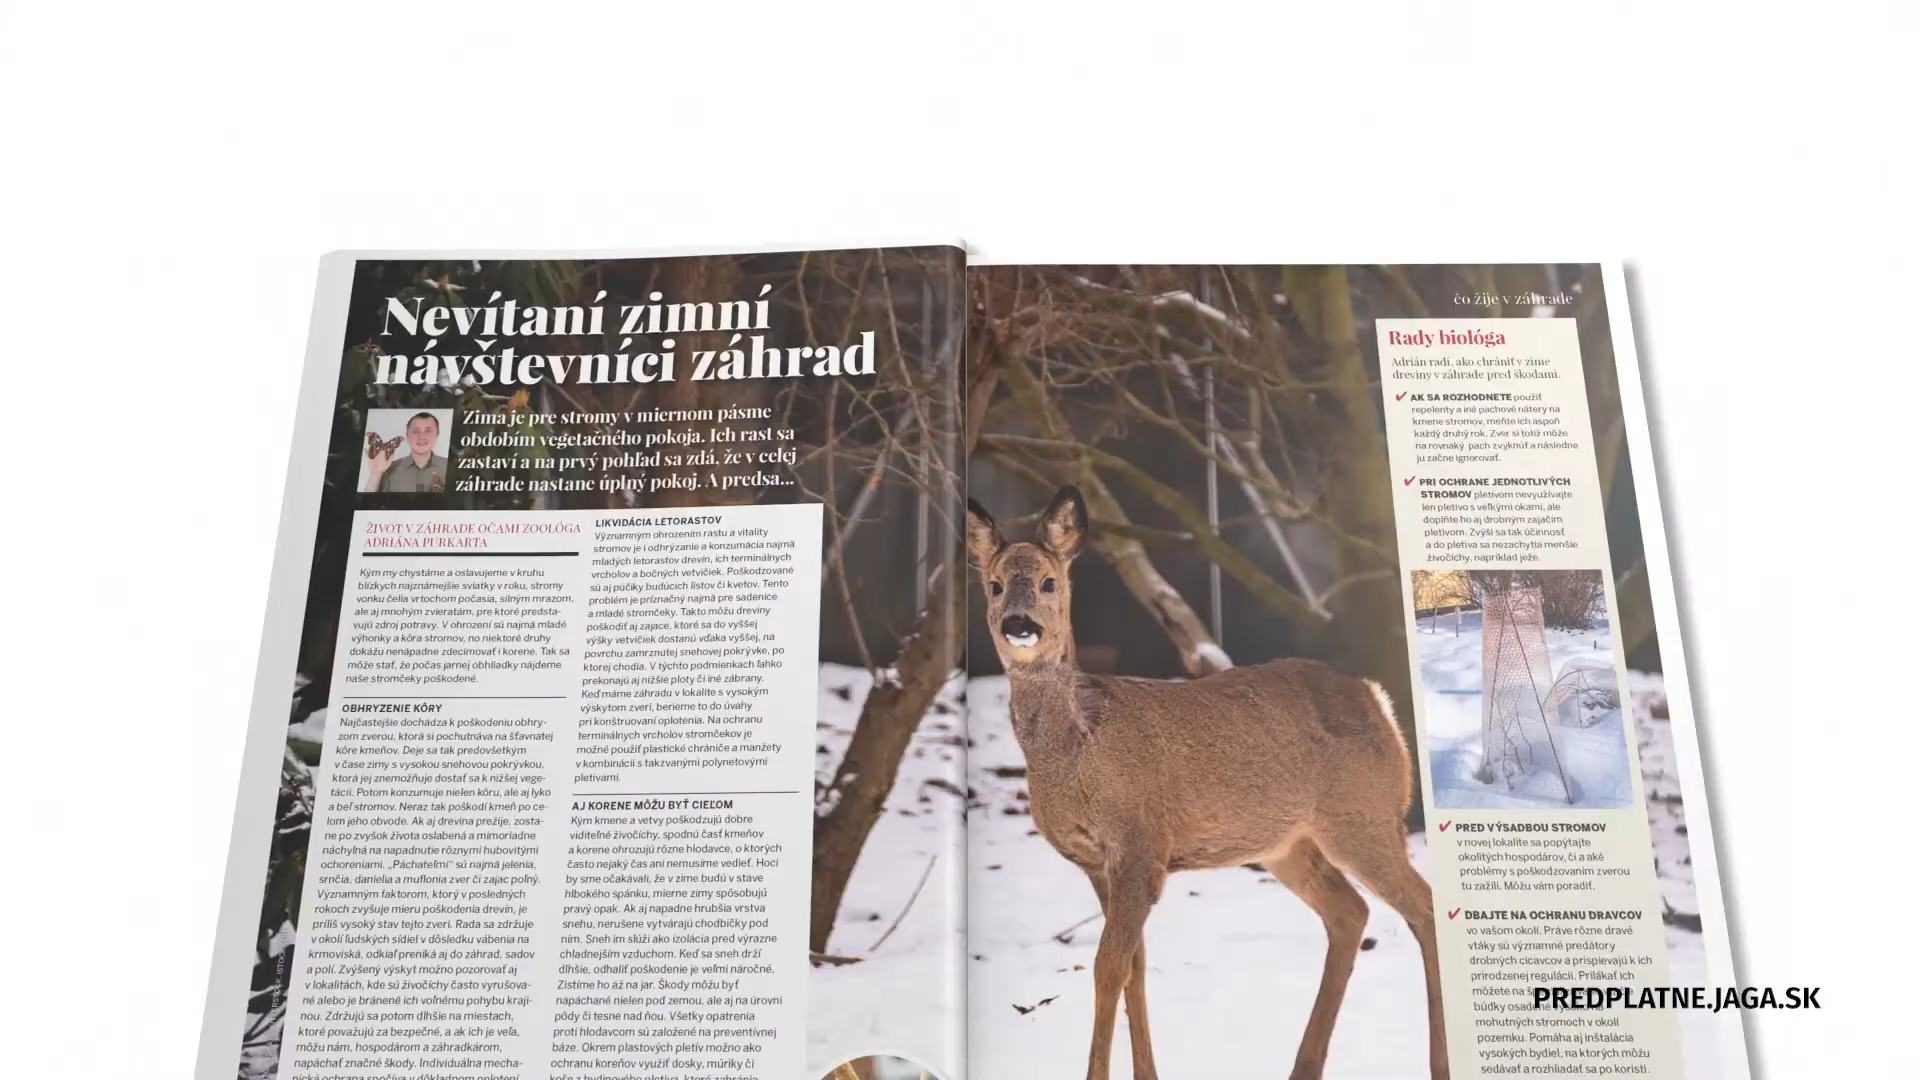 Nevítaní zimní
návštevníci záhrad
Zima je pre stromy v miernom pásme
obdobím vegetačného pokoja. Ich rast sa
zastaví a na prvý pohľad sa zdá, že v celej
záhrade nastane úplný pokoj. A predsa...
ŽIVOT V ZÁHRADE OČAMI ZOOLÓGA
ADRIÁNA PURKARTA
Kým my chystáme a oslavujeme v kruhu
blízkych najznámejšie sviatky v roku, stromy
vonku čelia vrtochom počasia, silným mrazom,
ale aj mnohým zvieratám, pre ktoré predsta-
vujú zdroj potravy. V ohrození sú najmä mladé
výhonky a kôra stromov, no niektoré druhy
dokážu nenápadne zdecimovať i korene. Tak sa
môže stať, že počas jarnej obhliadky nájdeme
naše stromčeky poškodené.
OBHRYZENIE KÔRY
Najčastejšie dochádza k poškodeniu obhry-
zom zverou, ktorá si pochutnáva na šťavnatej
kôre kmeňov. Deje sa tak predovšetkým
v čase zimy s vysokou snehovou pokrývkou,
ktorá jej znemožňuje dostať sa k nižšej vege-
tácii. Potom konzumuje nielen kôru, ale aj lyko
a beľ stromov. Neraz tak poškodí kmeň po ce-
lom jeho obvode. Ak aj drevina prežije, zosta-
ne po zvyšok života oslabená a mimoriadne
náchylná na napadnutie rôznymi hubovitými
ochoreniami. „Páchateľmi“ sú najmä jelenia,
srnčia, danielia a muflonia zver či zajac poľný.
Významným faktorom, ktorý v posledných
rokoch zvyšuje mieru poškodenia drevín, je
príliš vysoký stav tejto zveri. Rada sa zdržuje
v okolí ľudských sídiel v dôsledku vábenia na
krmoviská, odkiaľ preniká aj do záhrad, sadov
a polí. Zvýšený výskyt možno pozorovať aj
v lokalitách, kde sú živočíchy často vyrušova-
né alebo je bránené ich voľnému pohybu kraji-
nou. Zdržujú sa potom dlhšie na miestach,
ktoré považujú za bezpečné, a ak ich je veľa,
môžu nám, hospodárom a záhradkárom,
napáchať značné škody. Individuálna mecha-
nická ochrana spočíva v dôkladnom oplotení
LIKVIDÁCIA LETORASTOV
Významným ohrozením rastu a vitality
stromov je i odhrýzanie a konzumácia najmä
mladých letorastov drevín, ich terminálnych
vrcholov a bočných vetvičiek. Poškodzované
sú aj púčiky budúcich listov či kvetov. Tento
problém je príznačný najmä pre sadenice
a mladé stromčeky. Takto môžu dreviny
poškodiť aj zajace, ktoré sa do vyššej
výšky vetvičiek dostanú vďaka vyššej, na
povrchu zamrznutej snehovej pokrývke, po
ktorej chodia. V týchto podmienkach ľahko
prekonajú aj nižšie ploty či iné zábrany.
Keď máme záhradu v lokalite s vysokým
výskytom zveri, berieme to do úvahy
pri konštruovaní oplotenia. Na ochranu
terminálnych vrcholov stromčekov je
možné použiť plastické chrániče a manžety
v kombinácii s takzvanými polynetovými
pletivami.
AJ KORENE MÔŽU BYŤ CIEĽOM
Kým kmene a vetvy poškodzujú dobre
viditeľné živočíchy, spodnú časť kmeňov
a korene ohrozujú rôzne hlodavce, o ktorých
často nejaký čas ani nemusíme vedieť. Hoci
by sme očakávali, že v zime budú v stave
hlbokého spánku, mierne zimy spôsobujú
pravý opak. Ak aj napadne hrubšia vrstva
snehu, nerušene vytvárajú chodbičky pod
ním. Sneh im slúži ako izolácia pred výrazne
chladnejším vzduchom. Keď sa sneh drží
dlhšie, odhaliť poškodenie je veľmi náročné.
Zistíme ho až na jar. Škody môžu byť
napáchané nielen pod zemou, ale aj na úrovni
pôdy či tesne nad ňou. Všetky opatrenia
proti hlodavcom sú založené na preventívnej
báze. Okrem plastových pletív možno ako
ochranu koreňov využiť dosky, múriky či
koše z hydinového pletiva, ktoré zabránia
čo žije v záhrade
Rady biológa
Adrián radí, ako chrániť v zime
dreviny v záhrade pred škodami.
AK SA ROZHODNETE použiť
repelenty a iné pachové nátery na
kmene stromov, meňte ich aspoň
každý druhý rok. Zver si totiž môže
na rovnaký pach zvyknúť a následne
ju začne ignorovať.
PRI OCHRANE JEDNOTLIVÝCH
STROMOV pletivom nevyužívajte
len pletivo s veľkými okami, ale
doplňte ho aj drobným zajačím
pletivom. Zvýši sa tak účinnosť
a do pletiva sa nezachytia menšie
živočíchy, napríklad ježe.
PRED VÝSADBOU STROMOV
v novej lokalite sa popýtajte
okolitých hospodárov, či a aké
problémy s poškodzovaním zverou
tu zažili. Môžu vám poradiť.
DBAJTE NA OCHRANU DRAVCOV
vo vašom okolí. Práve rôzne dravé
vtáky sú významné predátory
drobných cicavcov a prispievajú k ich
prirodzenej regulácii. Prilákať ich
môžete na
búdky osadené vysoko na
mohutných stromoch v okolí
pozemku. Pomáha aj inštalácia
vysokých bydiel, na ktorých môžu
sedávať a rozhliadať sa po koristi.
PREDPLATNE.JAGA.SK